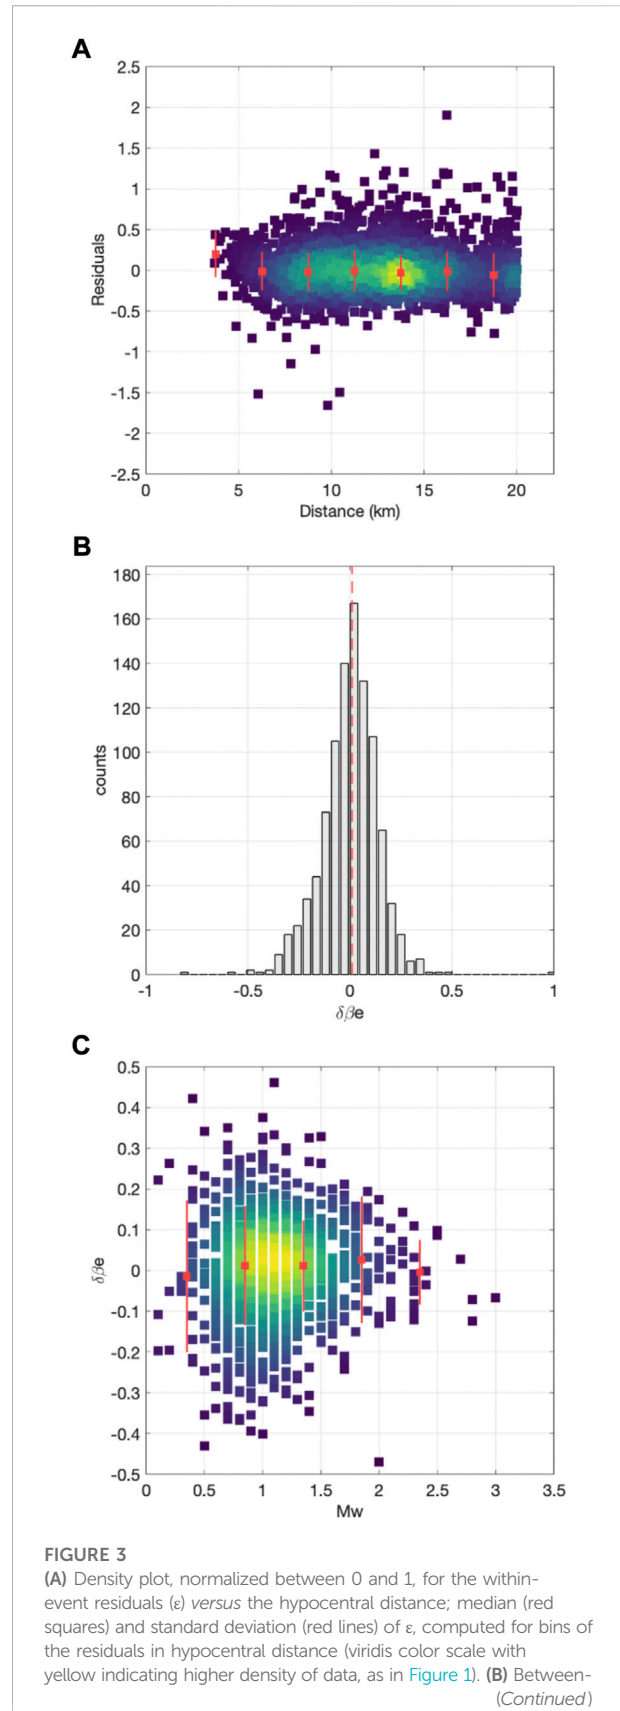 A
2.5
2
1.5
1
0.5
0
-0.5
-1
-1.5
-2
-2.5
Residuals
0 5 10 15 20
Distance (km)
B
180
160
140
120
100
80
60
40
20
0
counts
-1 -0.5 0 0.5 1
δβe
C
0.5
0.4
0.3
0.2
0.1
0
-0.1
-0.2
-0.3
-0.4
-0.5
δβe
0 0.5 1 1.5 2 2.5 3 3.5
Mw
FIGURE 3
(A) Density plot, normalized between 0 and 1, for the within-
event residuals (ε) versus the hypocentral distance; median (red
squares) and standard deviation (red lines) of ε, computed for bins of
the residuals in hypocentral distance (viridis color scale with
yellow indicating higher density of data, as in Figure 1). (B) Between-
(Continued)